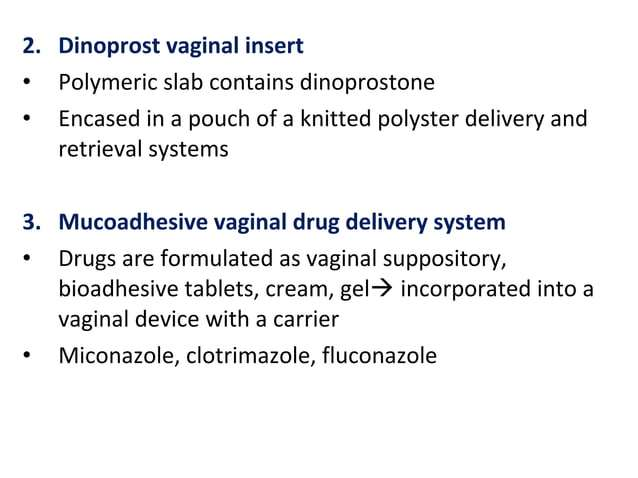 2. Dinoprost vaginal insert
• Polymeric slab contains dinoprostone
• Encased in a pouch of a knitted polyster delivery and
retrieval systems
3. Mucoadhesive vaginal drug delivery system
• Drugs are formulated as vaginal suppository,
bioadhesive tablets, cream, gel→ incorporated into a
vaginal device with a carrier
• Miconazole, clotrimazole, fluconazole